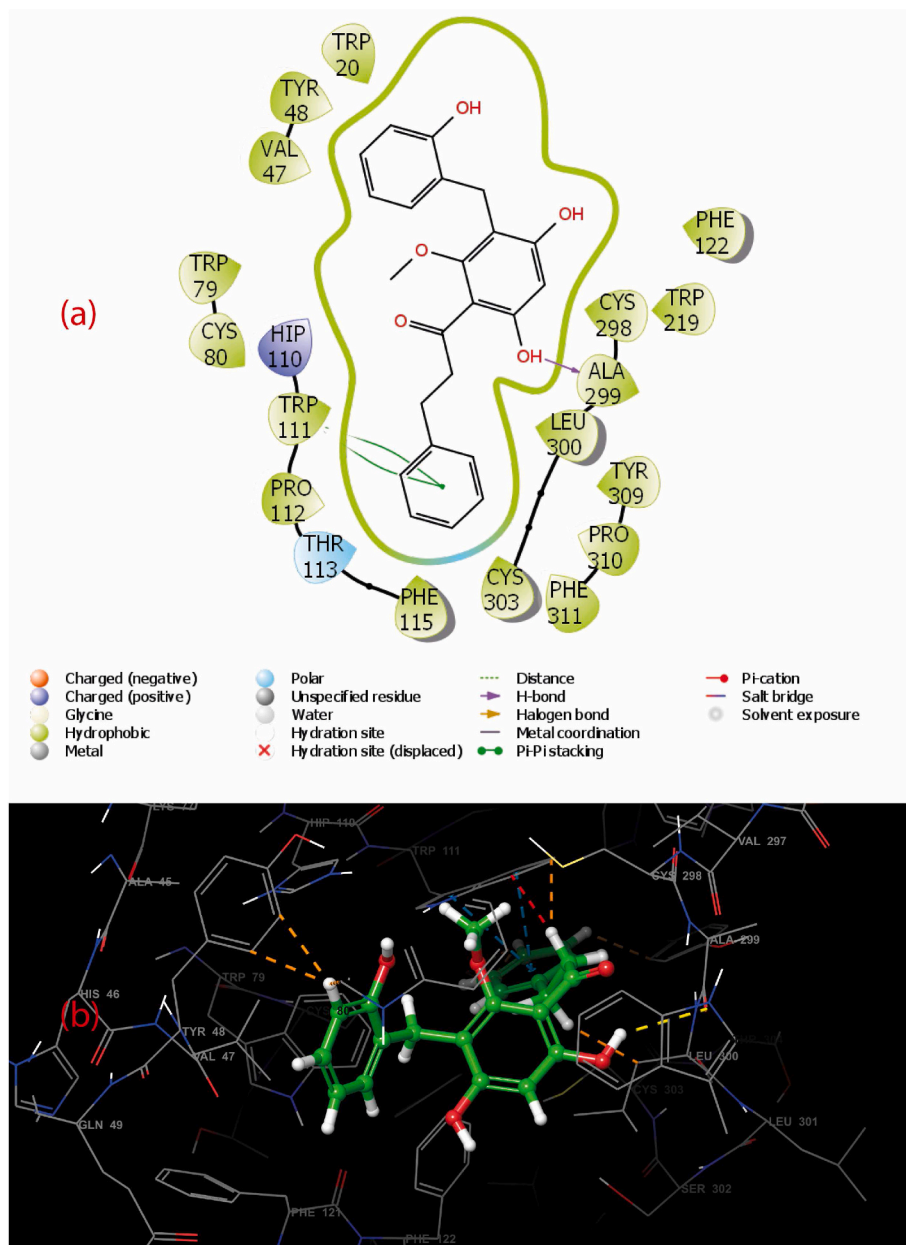 TRP
20
TYR
48
VAL
47
OH
OH
O
O
OH
PHE
122
TRP
79
CYS
80
(a)
HIP
110
CYS
298
TRP
219
ALA
299
TRP
111
LEU
300
PRO
112
TYR
309
THR
113
PRO
310
PHE
115
CYS
303
PHE
311
Charged (negative)
Charged (positive)
Glycine
Hydrophobic
Metal
Polar
Unspecified residue
Water
Hydration site
Hydration site (displaced)
Distance
H-bond
Halogen bond
Metal coordination
Pi-Pi stacking
Pi-cation
Salt bridge
Solvent exposure
HIP 110
TRP 111
VAL 297
ALA 45
CYS 298
ALA 299
HIS 46
TRP 79
(b)
80
TYR 48
VAL 47
LEU 300
CYS 303
GLN 49
LEU 301
SER 302
PHE 121
PHE 122